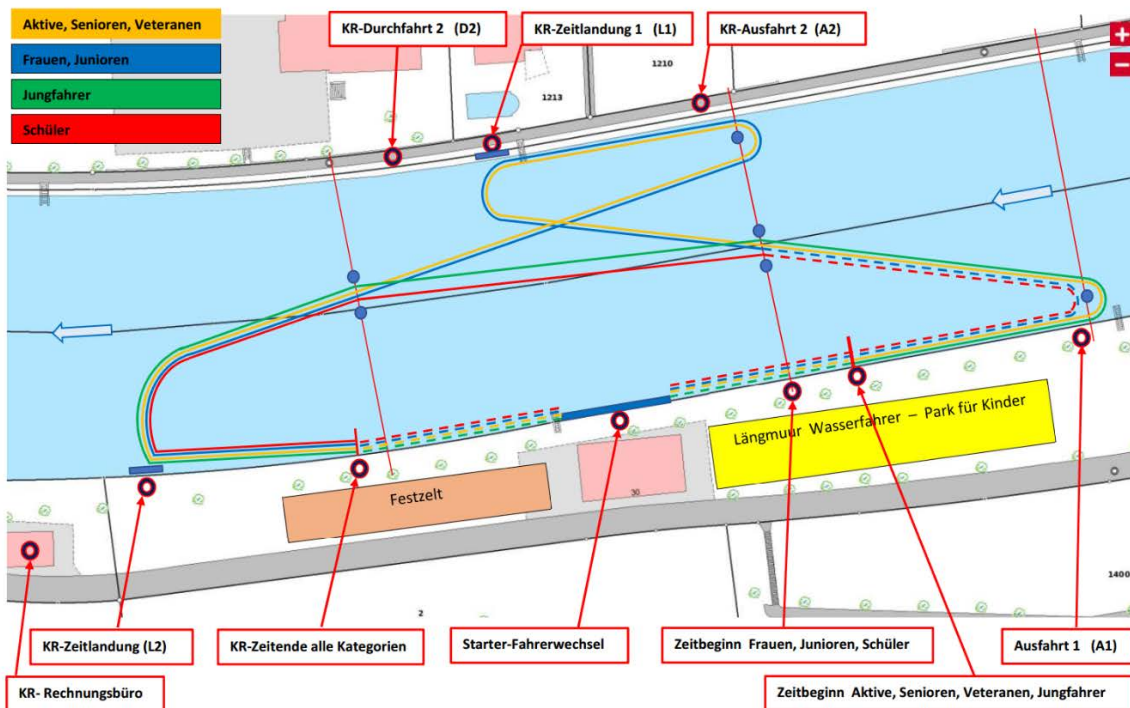 Aktive, Senioren, Veteranen
Frauen, Junioren
Jungfahrer
Schüler
KR-Durchfahrt 2 (D2)
KR-Zeitlandung 1 (L1)
KR-Ausfahrt 2 (A2)
1210
1213
Längmuur Wasserfahrer – Park für Kinder
Festzelt
30
1400
2
KR-Zeitlandung (L2)
KR-Zeitende alle Kategorien
Starter-Fahrerwechsel
Zeitbeginn Frauen, Junioren, Schüler
Ausfahrt 1 (A1)
KR- Rechnungsbüro
Zeitbeginn Aktive, Senioren, Veteranen, Jungfahrer